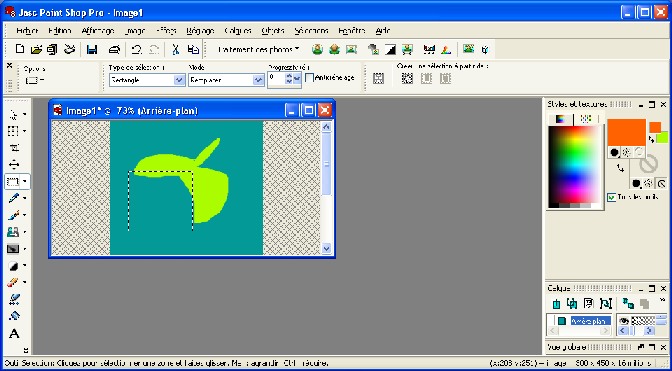 Jasc Paint Shop Pro - Image1
Fichier Edition Affichage Image Effets Réglage Calques Objets Sélections Fenêtre Aide
Traitement des photos
Options
Type de sélection : Mode Progressivité :
Créer une sélection à partir de :
Rectangle Remplacer 0 Anticrénelage
Image1* @ 73% (Arrière-plan)
Styles et textures
Tous les outils
Calque
Arrière-plan
Vue globale
Outil Sélection: Cliquez pour sélectionner une zone et faites glisser. Maj : agrandir. Ctrl : réduire.
(x:203 y:251) -- image : 300 x 450 x 16 millions